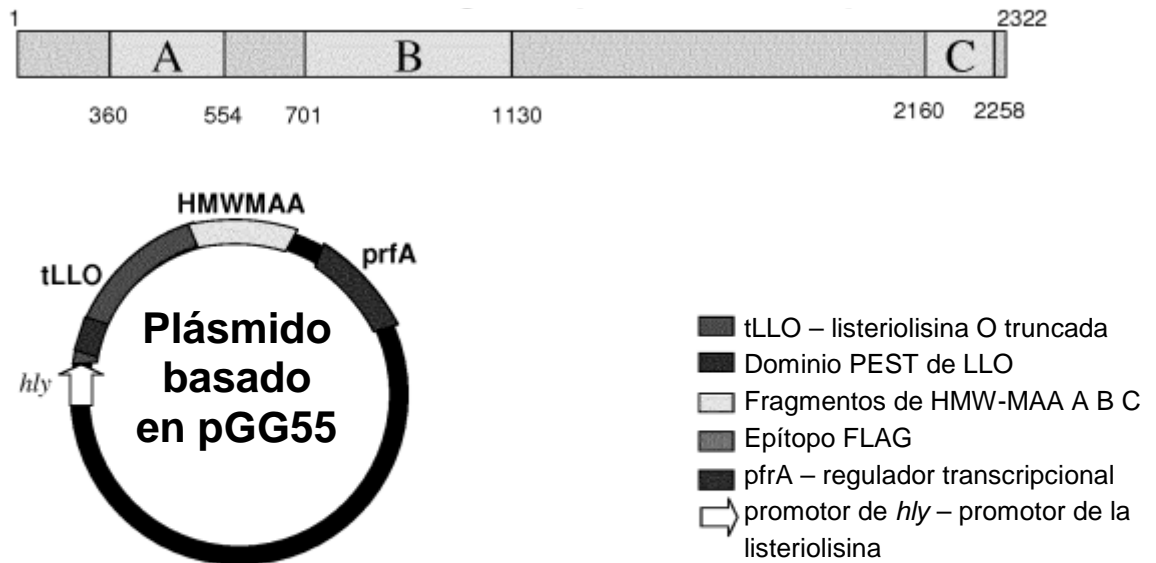 1 2322
A B C
360 554 701 1130 2160 2258
HMWMAA
prfA
tLLO
hly
Plásmido
basado
en pGG55
tLLO – listeriolisina O truncada
Dominio PEST de LLO
Fragmentos de HMW-MAA A B C
Epítopo FLAG
pfrA – regulador transcripcional
promotor de hly – promotor de la
listeriolisina